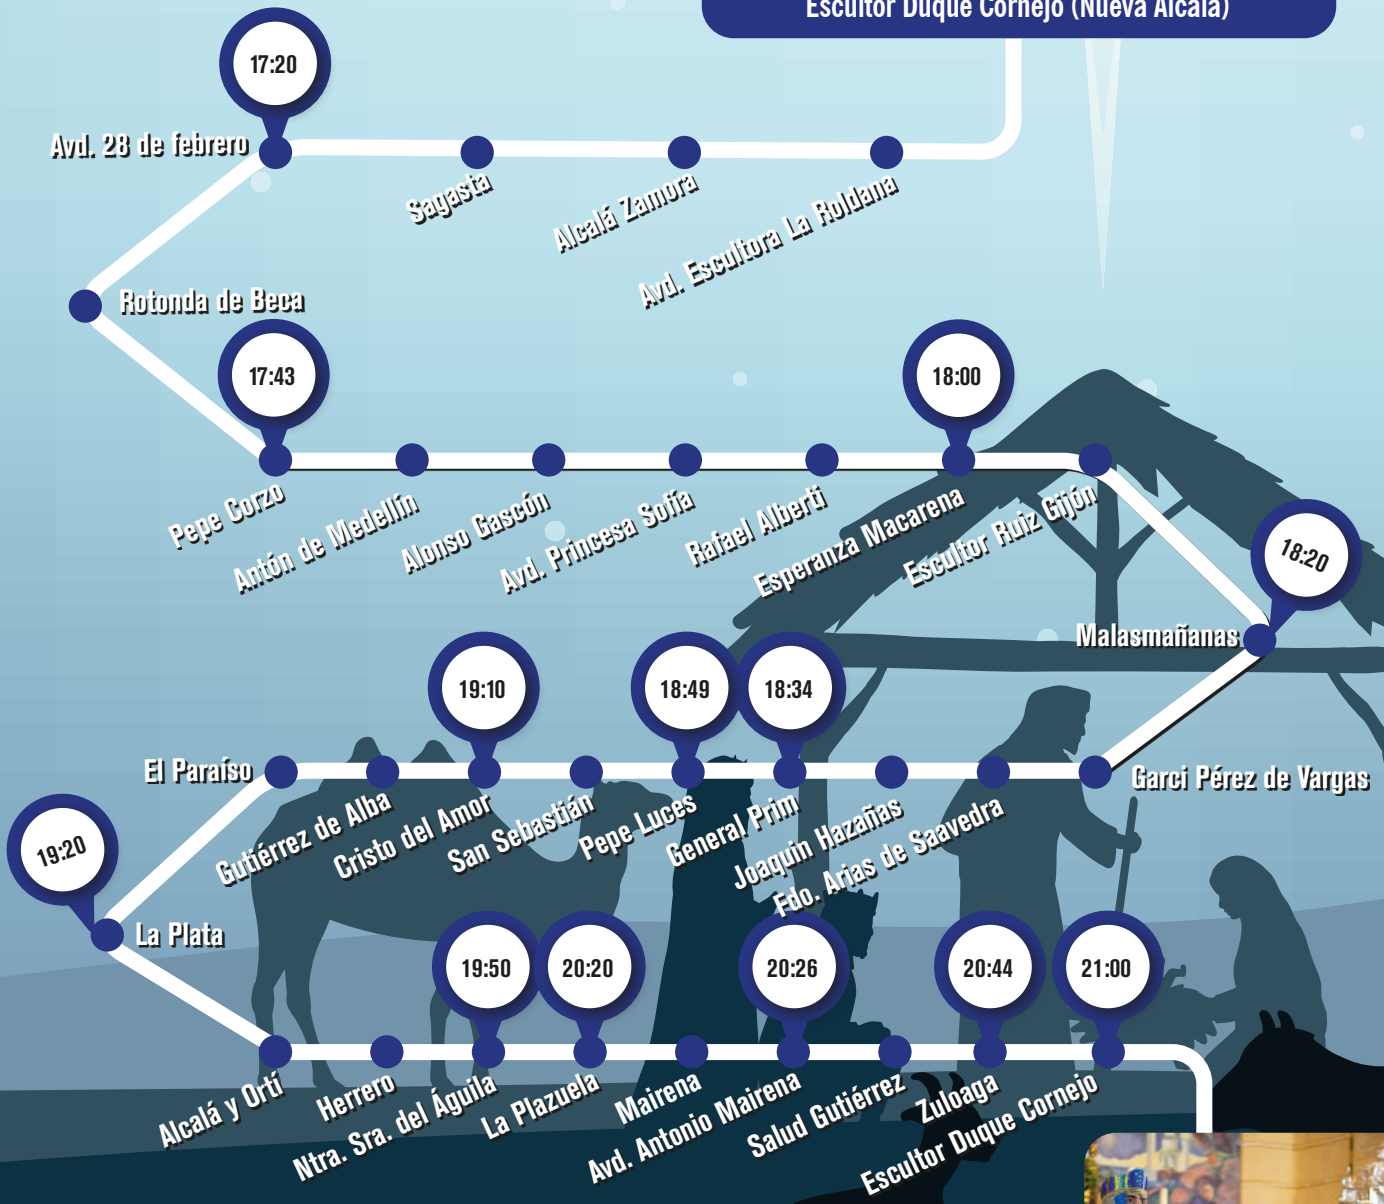 Escultor Duque Cornejo (Nueva Alcalá)
17:20
Avd. 28 de febrero
Sagasta
Alcalá Zamora
Avd. Escultora La Roldana
Rotonda de Beca
17:43
18:00
Pepe Corzo
Antón de Medellín
Alonso Gascón
Avd. Princesa Sofía
Rafael Alberti
Esperanza Macarena
Escultor Ruiz Gijón
18:20
Malasmañanas
19:10
18:49
18:34
El Paraíso
Gutiérrez de Alba
Cristo del Amor
San Sebastián
Pepe Luces
General Prim
Joaquin Hazañas
Fdo. Arias de Saavedra
Garci Pérez de Vargas
19:20
La Plata
19:50
20:20
20:26
20:44
21:00
Alcalá y Ortí
Herrero
Ntra. Sra. del Águila
La Plazuela
Mairena
Avd. Antonio Mairena
Salud Gutiérrez
Zuloaga
Escultor Duque Cornejo